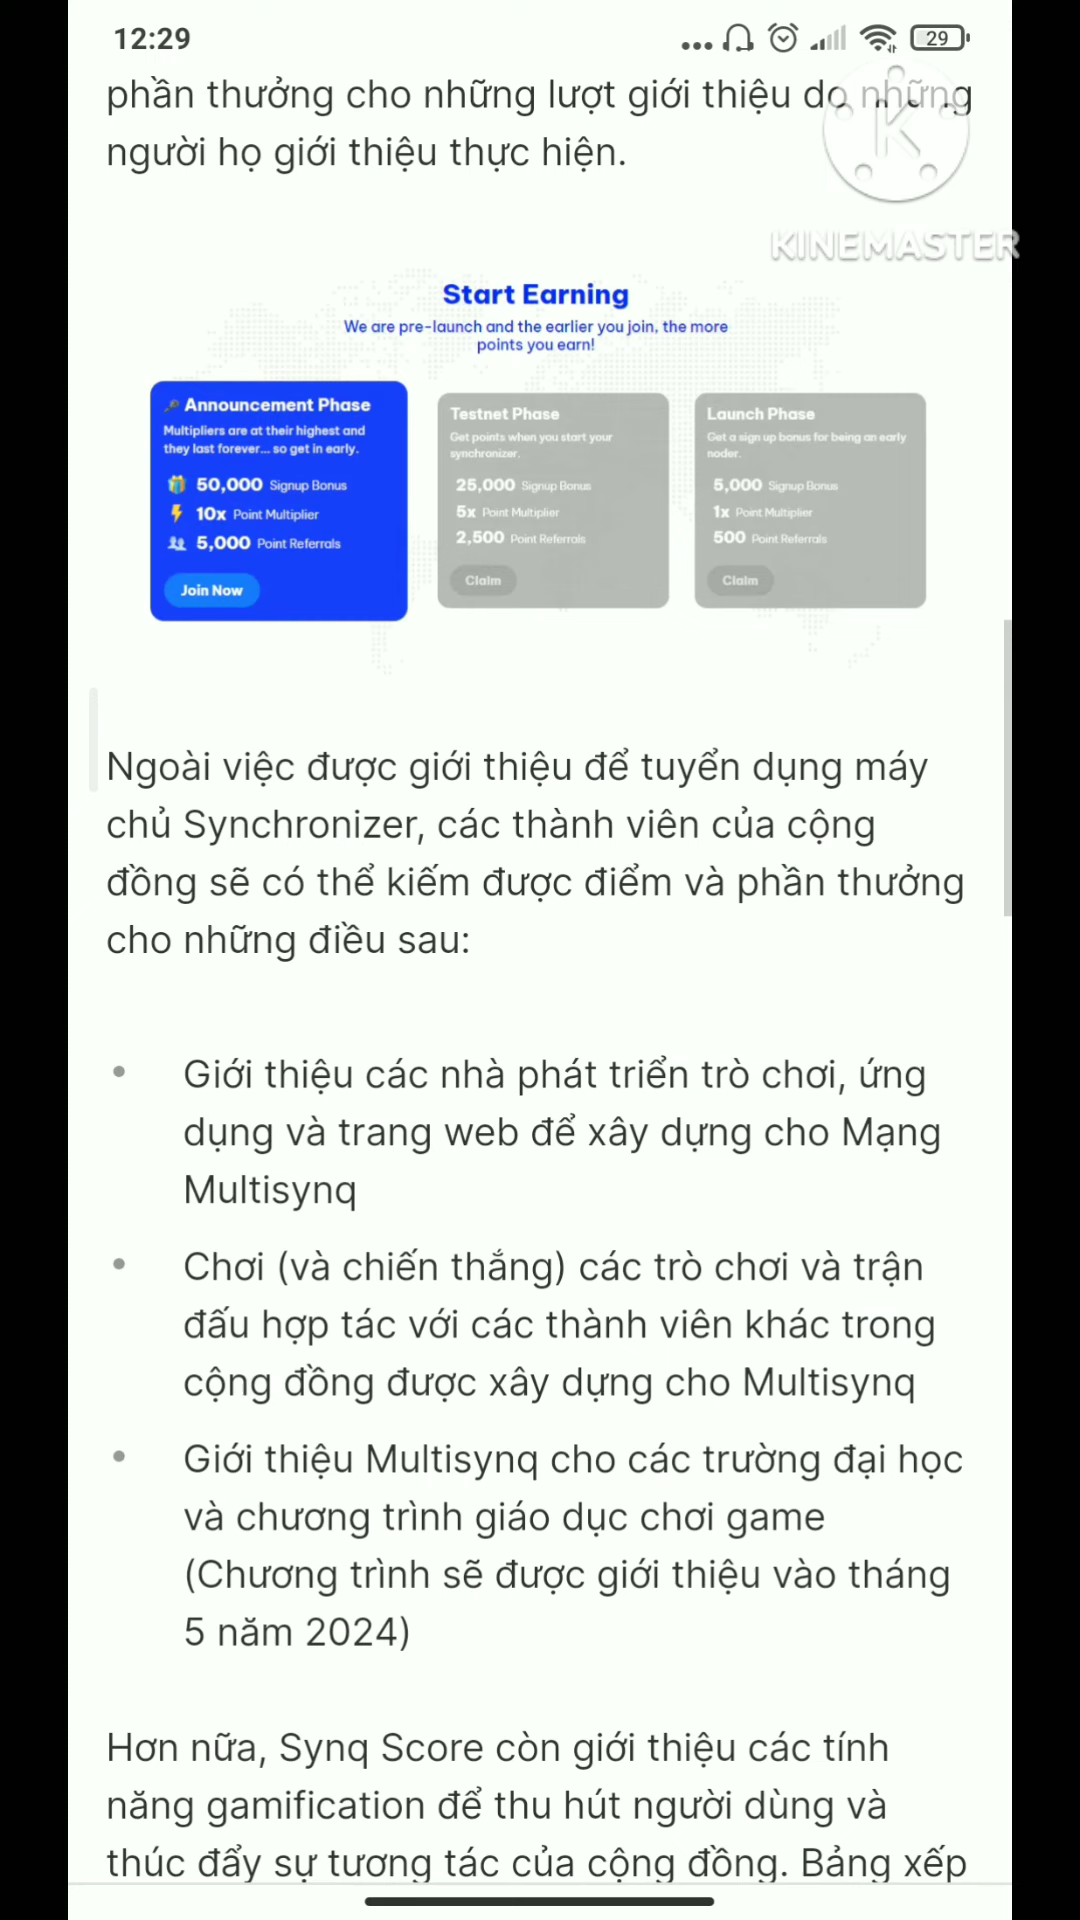 12:29
29
phần thưởng cho những lượt giới thiệu do những
người họ giới thiệu thực hiện.
K
KINEMASTER
Start Earning
We are pre-launch and the earlier you join, the more
points you earn!
Announcement Phase
Multipliers are at their highest and
they last forever... so get in early.
50,000 Signup Bonus
10x Point Multiplier
5,000 Point Referrals
Join Now
Testnet Phase
Get points when you start your
synchronizer.
25,000 Signup Bonus
5x Point Multiplier
2,500 Point Referrals
Claim
Launch Phase
Get a sign up bonus for being an early
noder.
5,000 Signup Bonus
1x Point Multiplier
500 Point Referrals
Claim
Ngoài việc được giới thiệu để tuyển dụng máy
chủ Synchronizer, các thành viên của cộng
đồng sẽ có thể kiếm được điểm và phần thưởng
cho những điều sau:
• Giới thiệu các nhà phát triển trò chơi, ứng
dụng và trang web để xây dựng cho Mạng
Multisynq
• Chơi (và chiến thắng) các trò chơi và trận
đấu hợp tác với các thành viên khác trong
cộng đồng được xây dựng cho Multisynq
• Giới thiệu Multisynq cho các trường đại học
và chương trình giáo dục chơi game
(Chương trình sẽ được giới thiệu vào tháng
5 năm 2024)
Hơn nữa, Synq Score còn giới thiệu các tính
năng gamification để thu hút người dùng và
thúc đẩy sự tương tác của cộng đồng. Bảng xếp